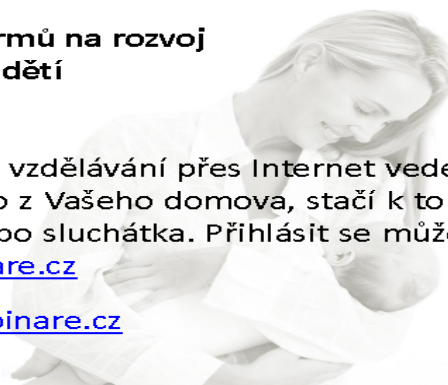 rmů na rozvoj
dětí
vzdělávání přes Internet vede
o z Vašeho domova, stačí k to
bo sluchátka. Přihlásit se můž
are.cz
binare.cz